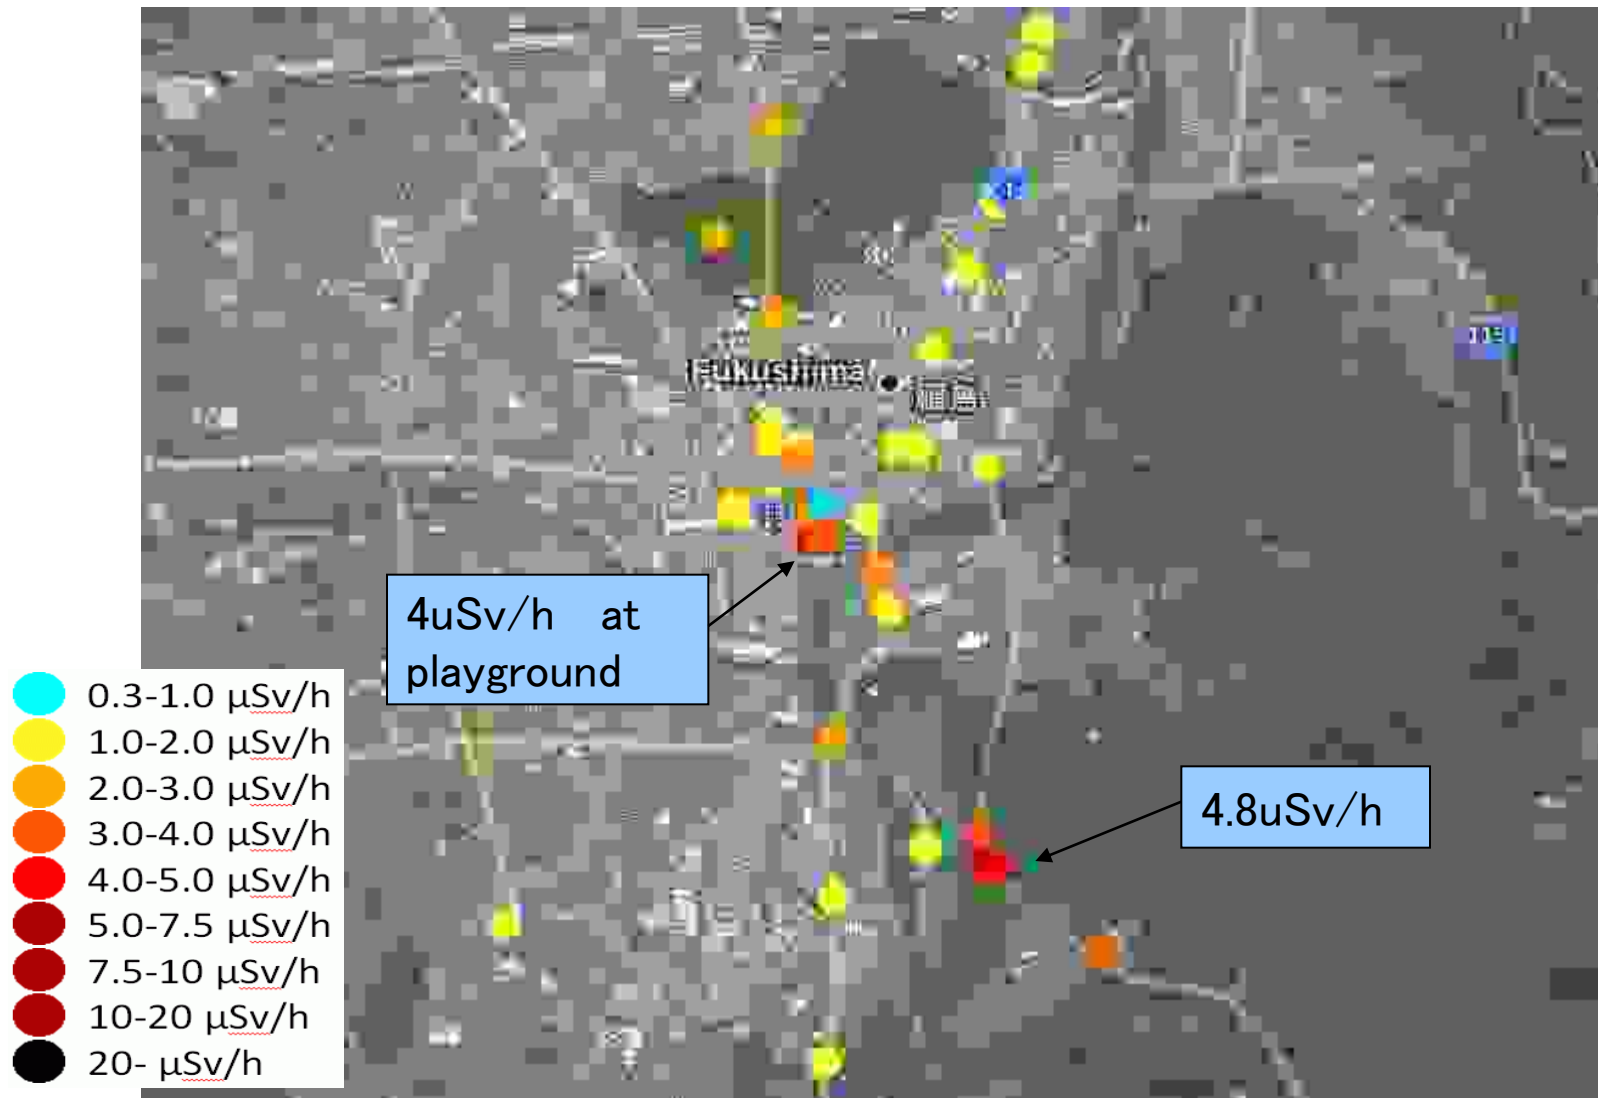 Fukushima
4uSv/h at
playground
0.3-1.0 µSv/h
1.0-2.0 µSv/h
2.0-3.0 µSv/h
3.0-4.0 µSv/h
4.0-5.0 µSv/h
5.0-7.5 µSv/h
7.5-10 µSv/h
10-20 µSv/h
20- µSv/h
4.8uSv/h